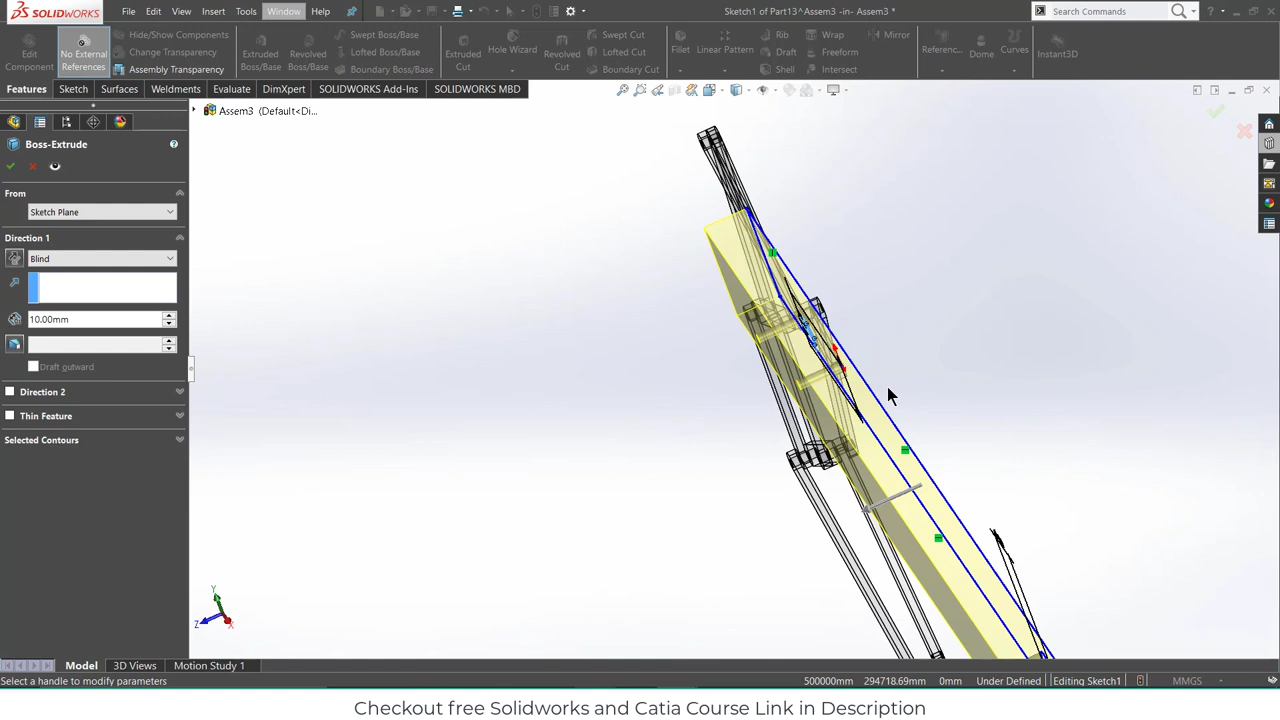 SOLIDWORKS File Edit View Insert Tools Window Help Sketch1 of Part13^Assem3 -in- Assem3 * Search Commands
Edit Component No External References Hide/Show Components Change Transparency Assembly Transparency Extruded Boss/Base Revolved Boss/Base Swept Boss/Base Lofted Boss/Base Boundary Boss/Base Extruded Cut Hole Wizard Revolved Cut Swept Cut Lofted Cut Boundary Cut Fillet Linear Pattern Rib Draft Shell Wrap Freeform Intersect Mirror Referenc... Dome Curves Instant3D
Features Sketch Surfaces Weldments Evaluate DimXpert SOLIDWORKS Add-Ins SOLIDWORKS MBD
Assem3 (Default<Di...
Boss-Extrude ?
From
Sketch Plane
Direction 1
Blind
10.00mm
Draft outward
Direction 2
Thin Feature
Selected Contours
Y
Z X
Model 3D Views Motion Study 1
Select a handle to modify parameters 500000mm 294718.69mm 0mm Under Defined Editing Sketch1 MMGS
Checkout free Solidworks and Catia Course Link in Description